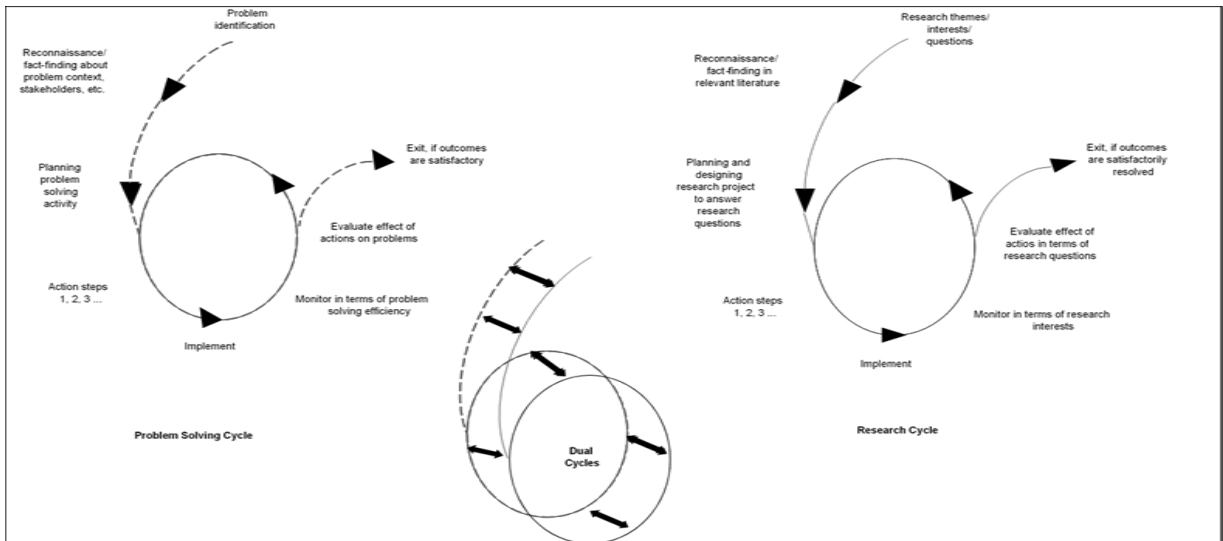 Problem
identification
Reconnaissance/
fact-finding about
problem context,
stakeholders, etc.
Planning
problem
solving
activity
Exit, if outcomes
are satisfactory
Evaluate effect of
actions on problems
Action steps
1, 2, 3 ...
Monitor in terms of problem
solving efficiency
Implement
Problem Solving Cycle
Dual
Cycles
Research themes/
interests/
questions
Reconnaissance/
fact-finding in
relevant literature
Planning and
designing
research project
to answer
research
questions
Exit, if outcomes
are satisfactorily
resolved
Evaluate effect of
actios in terms of
research questions
Action steps
1, 2, 3 ...
Monitor in terms of research
interests
Implement
Research Cycle